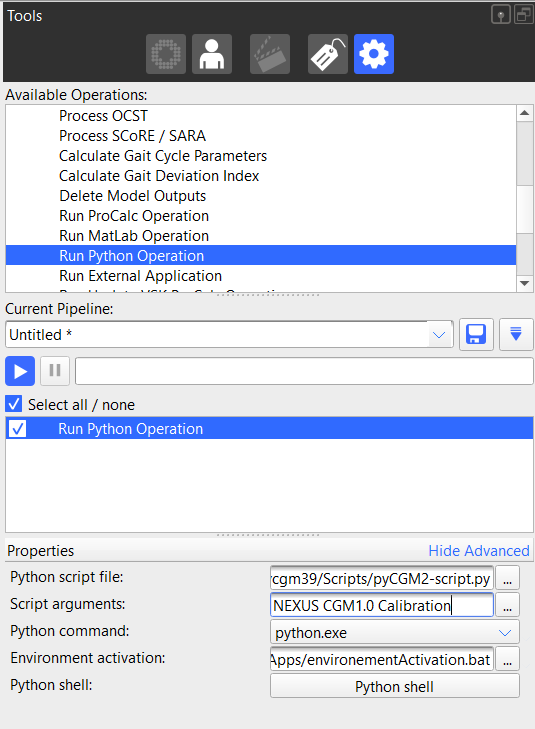 Tools
Available Operations:
Process OCST
Process SCoRE / SARA
Calculate Gait Cycle Parameters
Calculate Gait Deviation Index
Delete Model Outputs
Run ProCalc Operation
Run MatLab Operation
Run Python Operation
Run External Application
Current Pipeline:
Untitled *
Select all / none
Run Python Operation
Properties Hide Advanced
Python script file: cgm39/Scripts/pyCGM2-script.py ...
Script arguments: NEXUS CGM1.0 Calibration ...
Python command: python.exe
Environment activation: Apps/environementActivation.bat ...
Python shell: Python shell